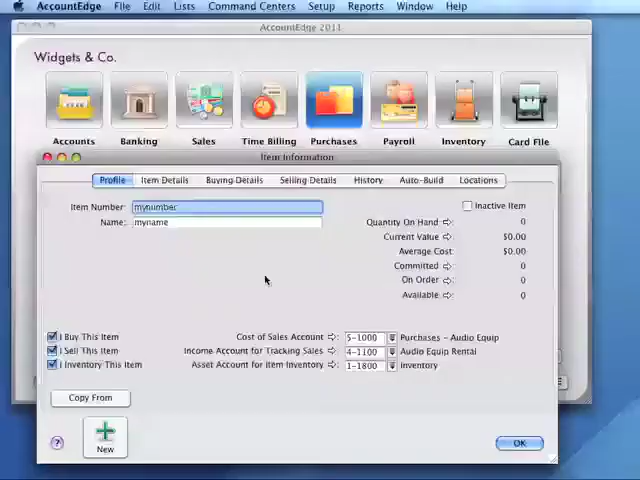 AccountEdge File Edit Lists Command Centers Setup Reports Window Help
AccountEdge 2011
Widgets & Co.
Accounts Banking Sales Time Billing Purchases Payroll Inventory Card File
Item Information
Profile Item Details Buying Details Selling Details History Auto-Build Locations
Item Number: mynumber Inactive Item
Name: myname Quantity On Hand 0
Current Value $0.00
Average Cost: $0.00
Committed 0
On Order 0
Available 0
I Buy This Item Cost of Sales Account 5-1000 Purchases - Audio Equip
I Sell This Item Income Account for Tracking Sales 4-1100 Audio Equip Rental
I Inventory This Item Asset Account for Item Inventory 1-1800 Inventory
Copy From
? New OK